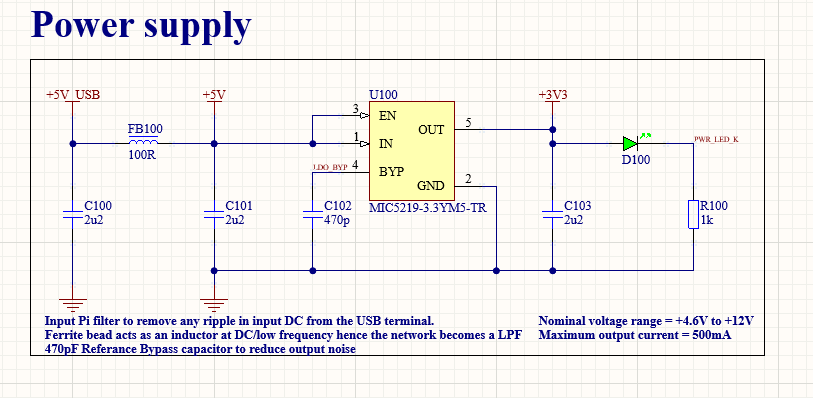 Power supply
+5V_USB
+5V
U100
+3V3
FB100
100R
3
EN
OUT
5
1
IN
LDO_BYP
4
BYP
GND
2
MIC5219-3.3YM5-TR
D100
PWR_LED_K
C100
2u2
C101
2u2
C102
470p
C103
2u2
R100
1k
Input Pi filter to remove any ripple in input DC from the USB terminal.
Ferrite bead acts as an inductor at DC/low frequency hence the network becomes a LPF
470pF Referance Bypass capacitor to reduce output noise
Nominal voltage range = +4.6V to +12V
Maximum output current = 500mA